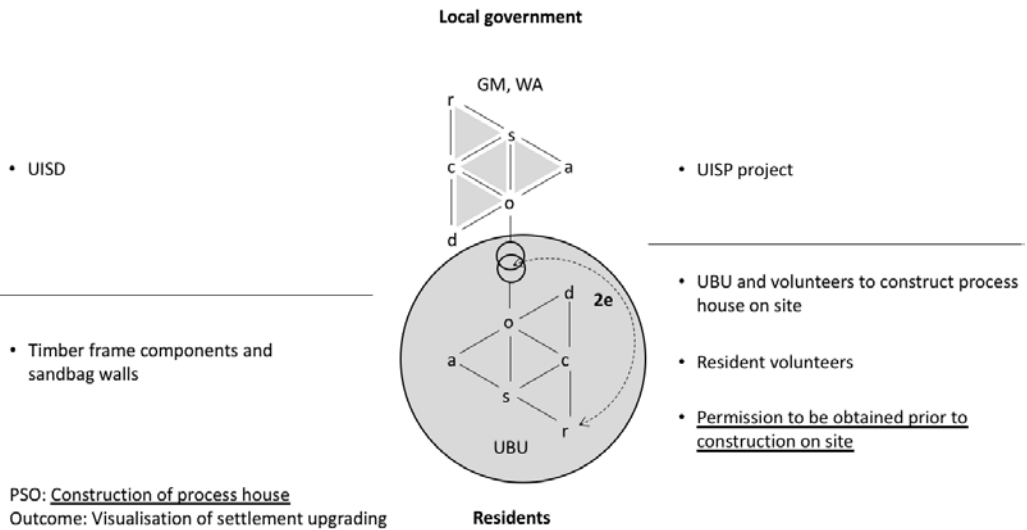 Local government
GM, WA
r
s
• UISD
c
a
• UISP project
o
d
• UBU and volunteers to construct process
house on site
d
2e
o
• Timber frame components and
sandbag walls
a
c
• Resident volunteers
s
• Permission to be obtained prior to
construction on site
r
UBU
PSO: Construction of process house
Outcome: Visualisation of settlement upgrading
Residents